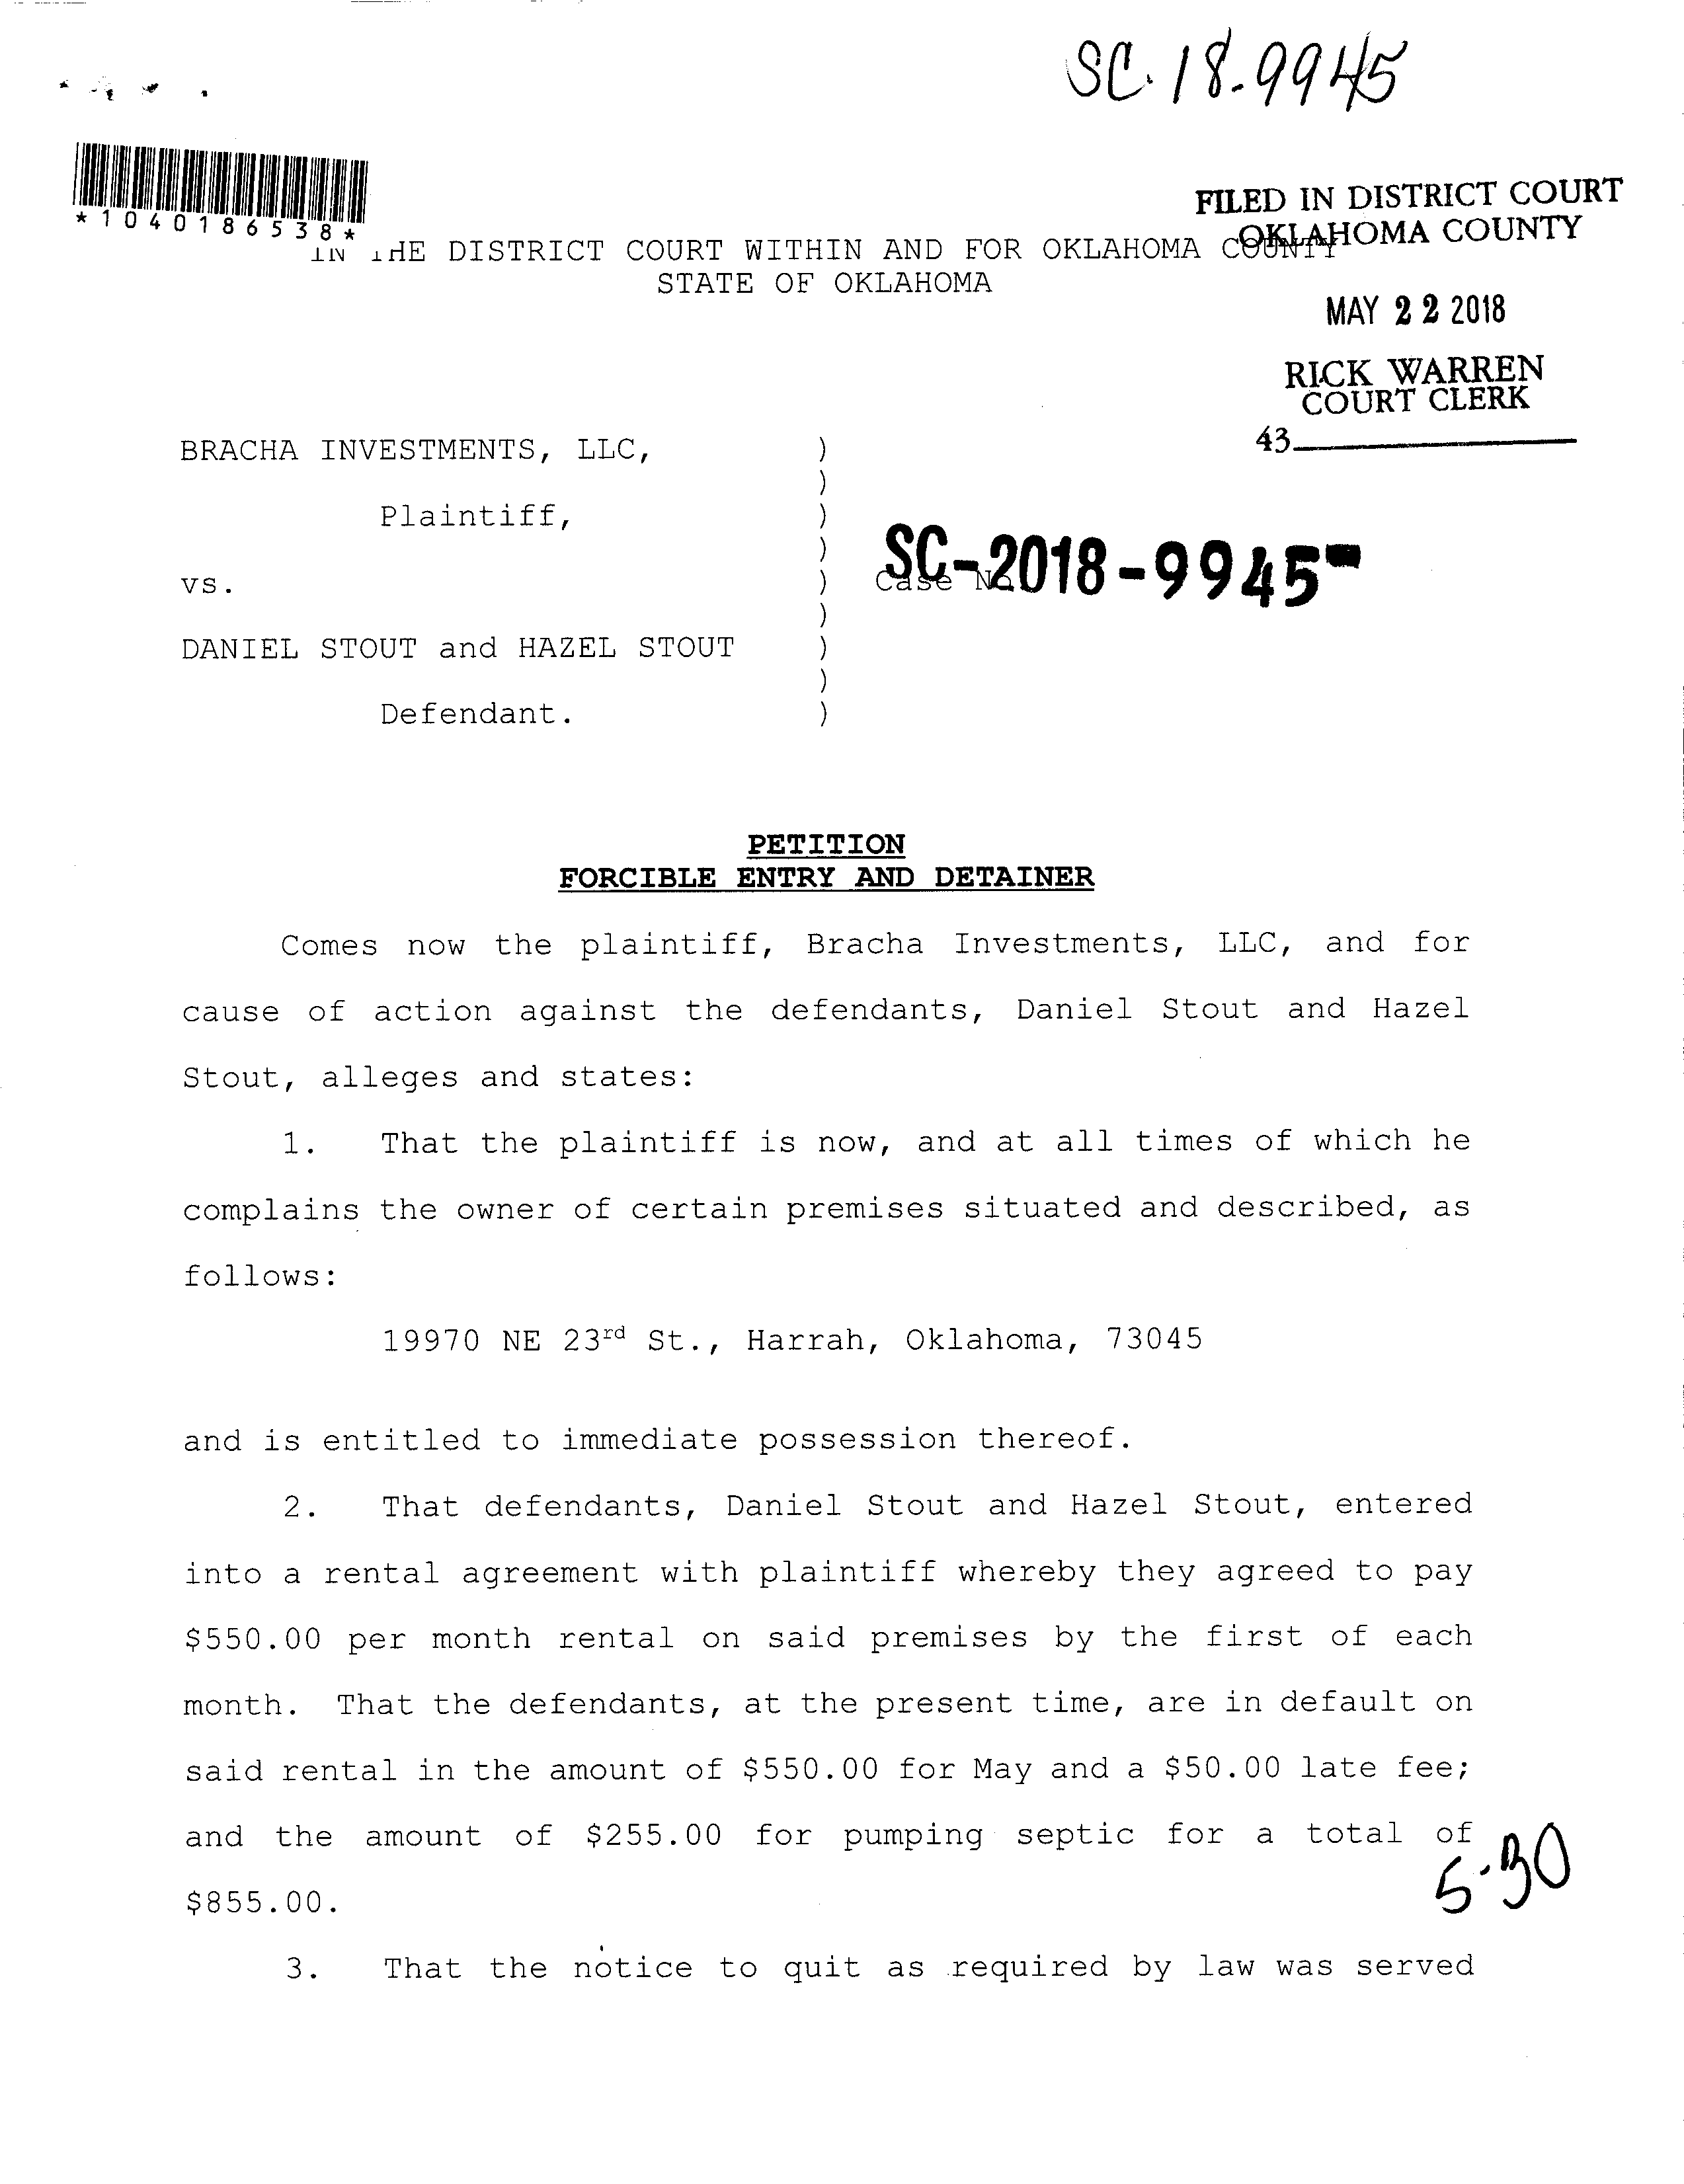 SC-18-9945
*1040186538*
FILED IN DISTRICT COURT
OKLAHOMA COUNTY
IN THE DISTRICT COURT WITHIN AND FOR OKLAHOMA COUNTY
STATE OF OKLAHOMA
MAY 22 2018
RICK WARREN
COURT CLERK
43
BRACHA INVESTMENTS, LLC, )
)
Plaintiff, )
)
vs. ) Case No. SC-2018-9945-
)
DANIEL STOUT and HAZEL STOUT )
)
Defendant. )
PETITION
FORCIBLE ENTRY AND DETAINER
Comes now the plaintiff, Bracha Investments, LLC, and for
cause of action against the defendants, Daniel Stout and Hazel
Stout, alleges and states:
1. That the plaintiff is now, and at all times of which he
complains the owner of certain premises situated and described, as
follows:
19970 NE 23rd St., Harrah, Oklahoma, 73045
and is entitled to immediate possession thereof.
2. That defendants, Daniel Stout and Hazel Stout, entered
into a rental agreement with plaintiff whereby they agreed to pay
$550.00 per month rental on said premises by the first of each
month. That the defendants, at the present time, are in default on
said rental in the amount of $550.00 for May and a $50.00 late fee;
and the amount of $255.00 for pumping septic for a total of
$855.00.
5-30
3. That the notice to quit as required by law was served